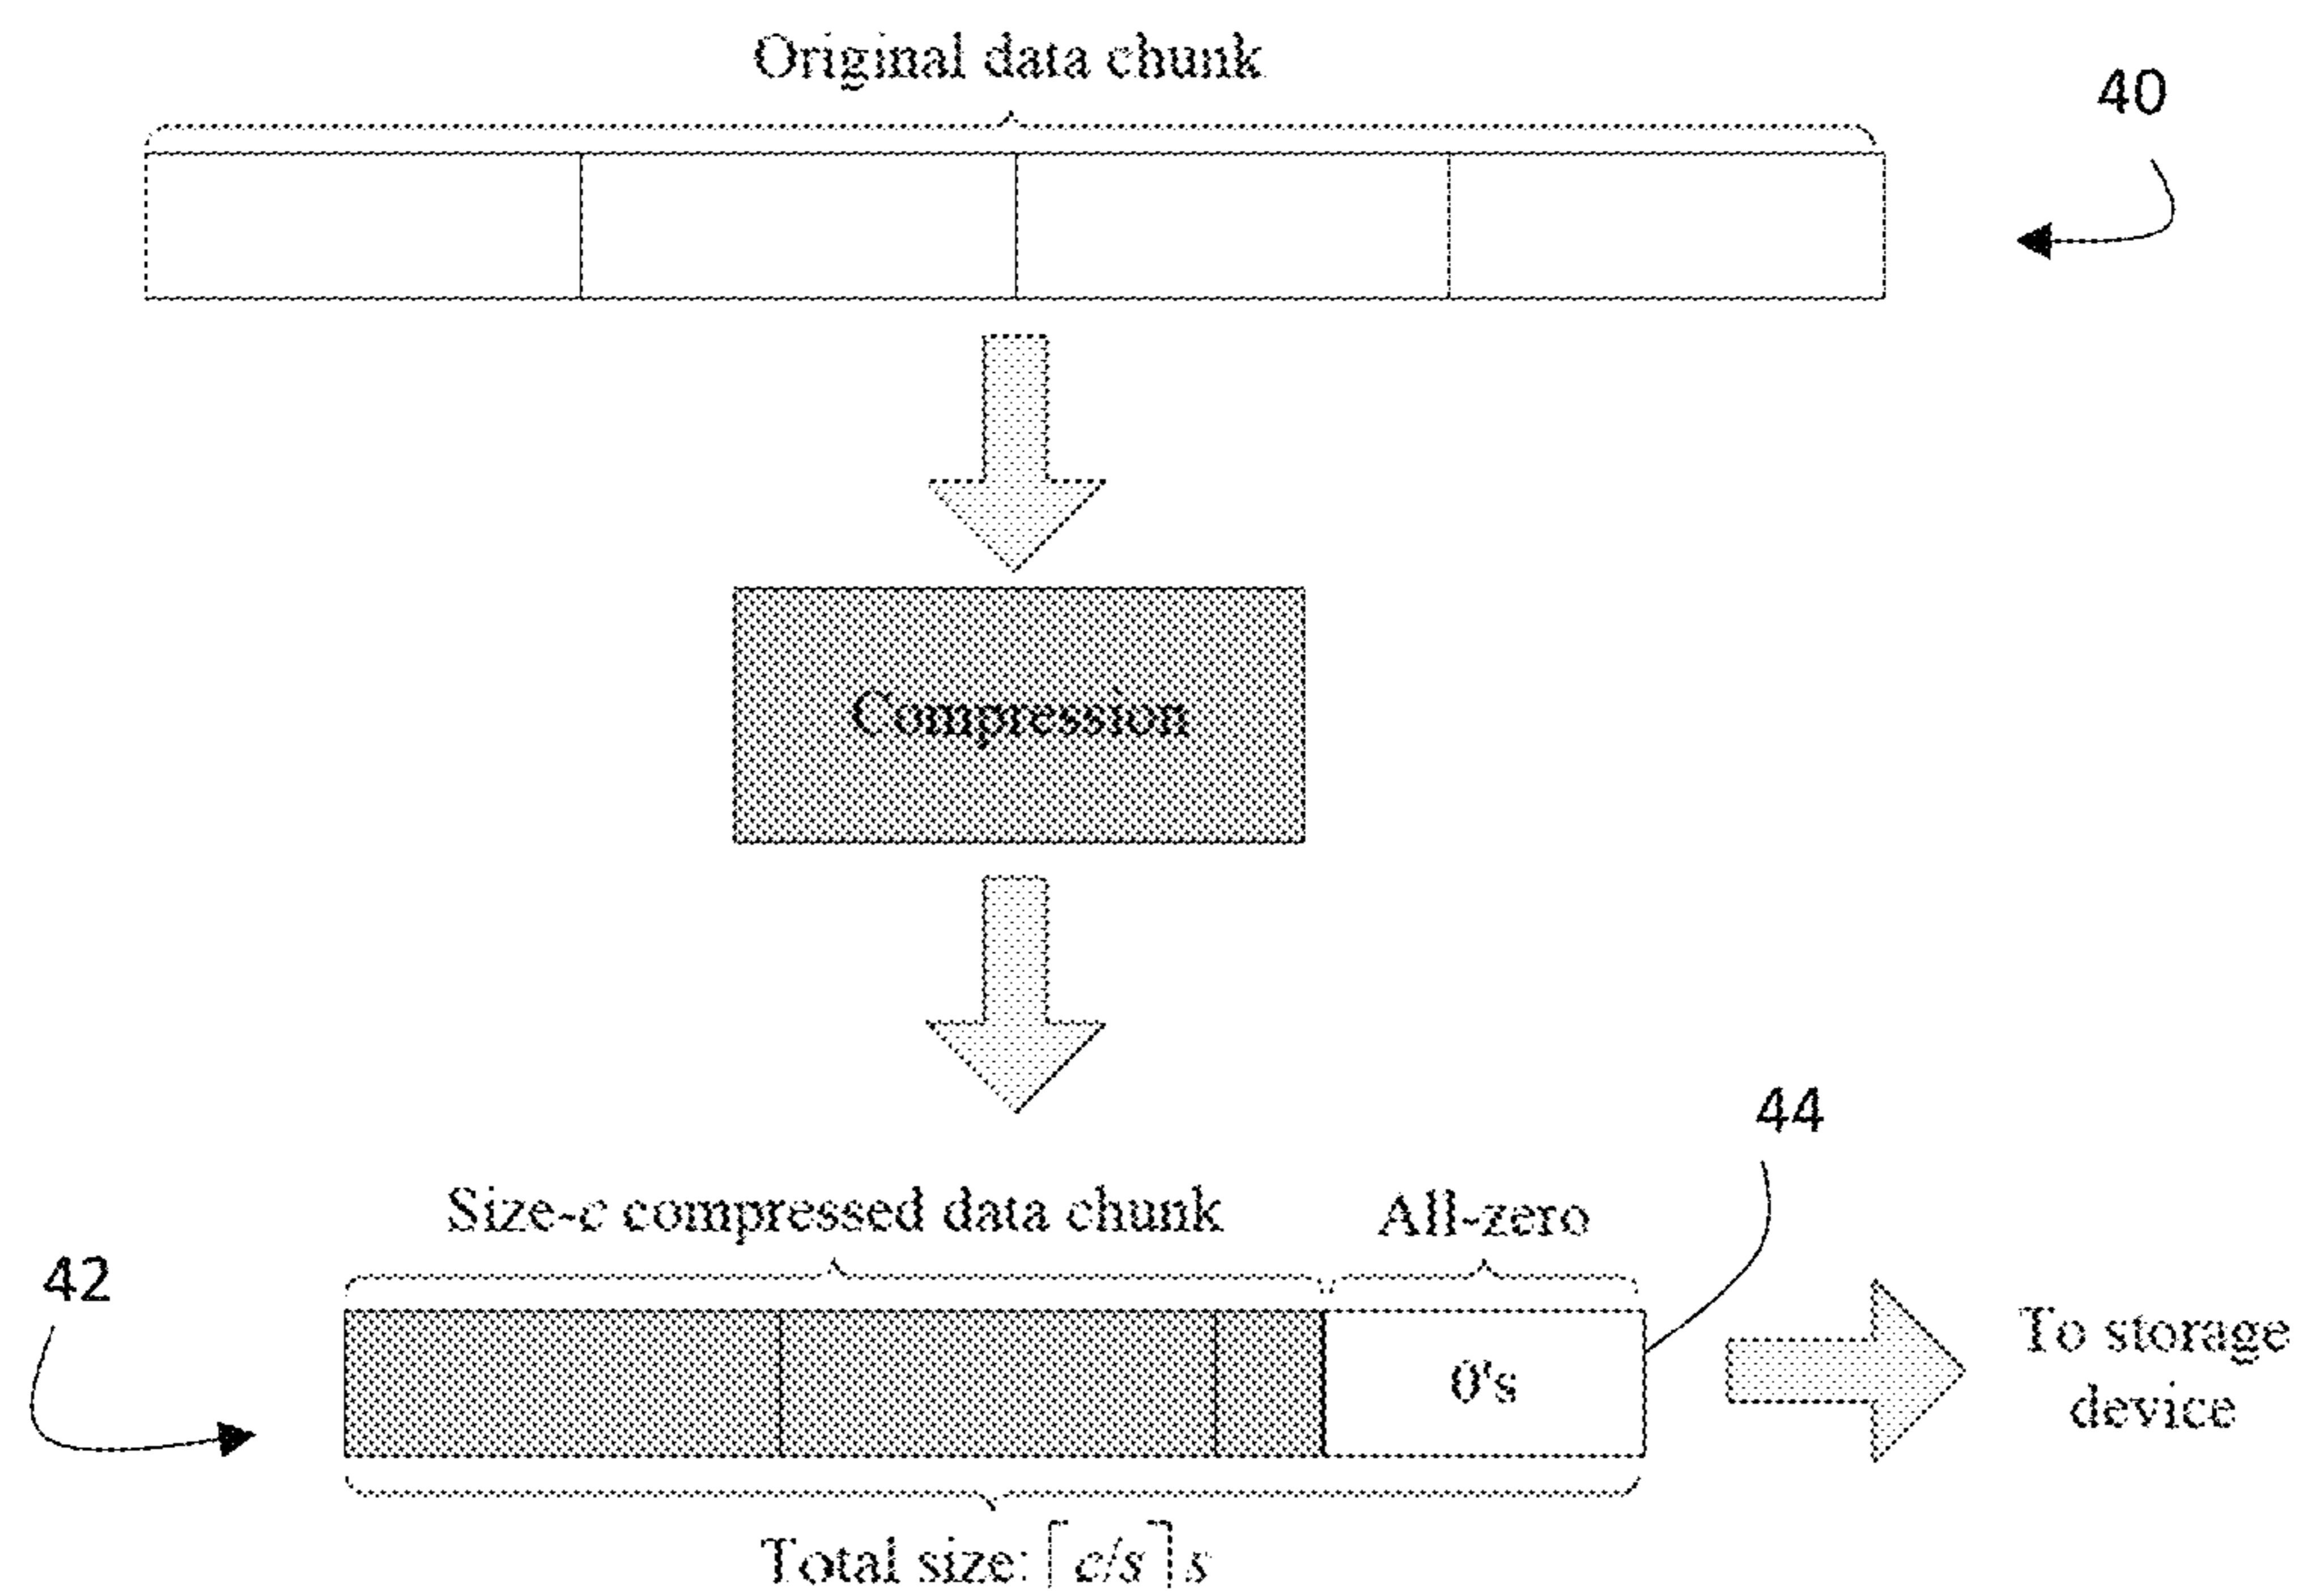 Original data chunk
40
Compression
44
Size-c compressed data chunk
All-zero
42
0's
To storage
device
Total size: ⌈c/s⌉s